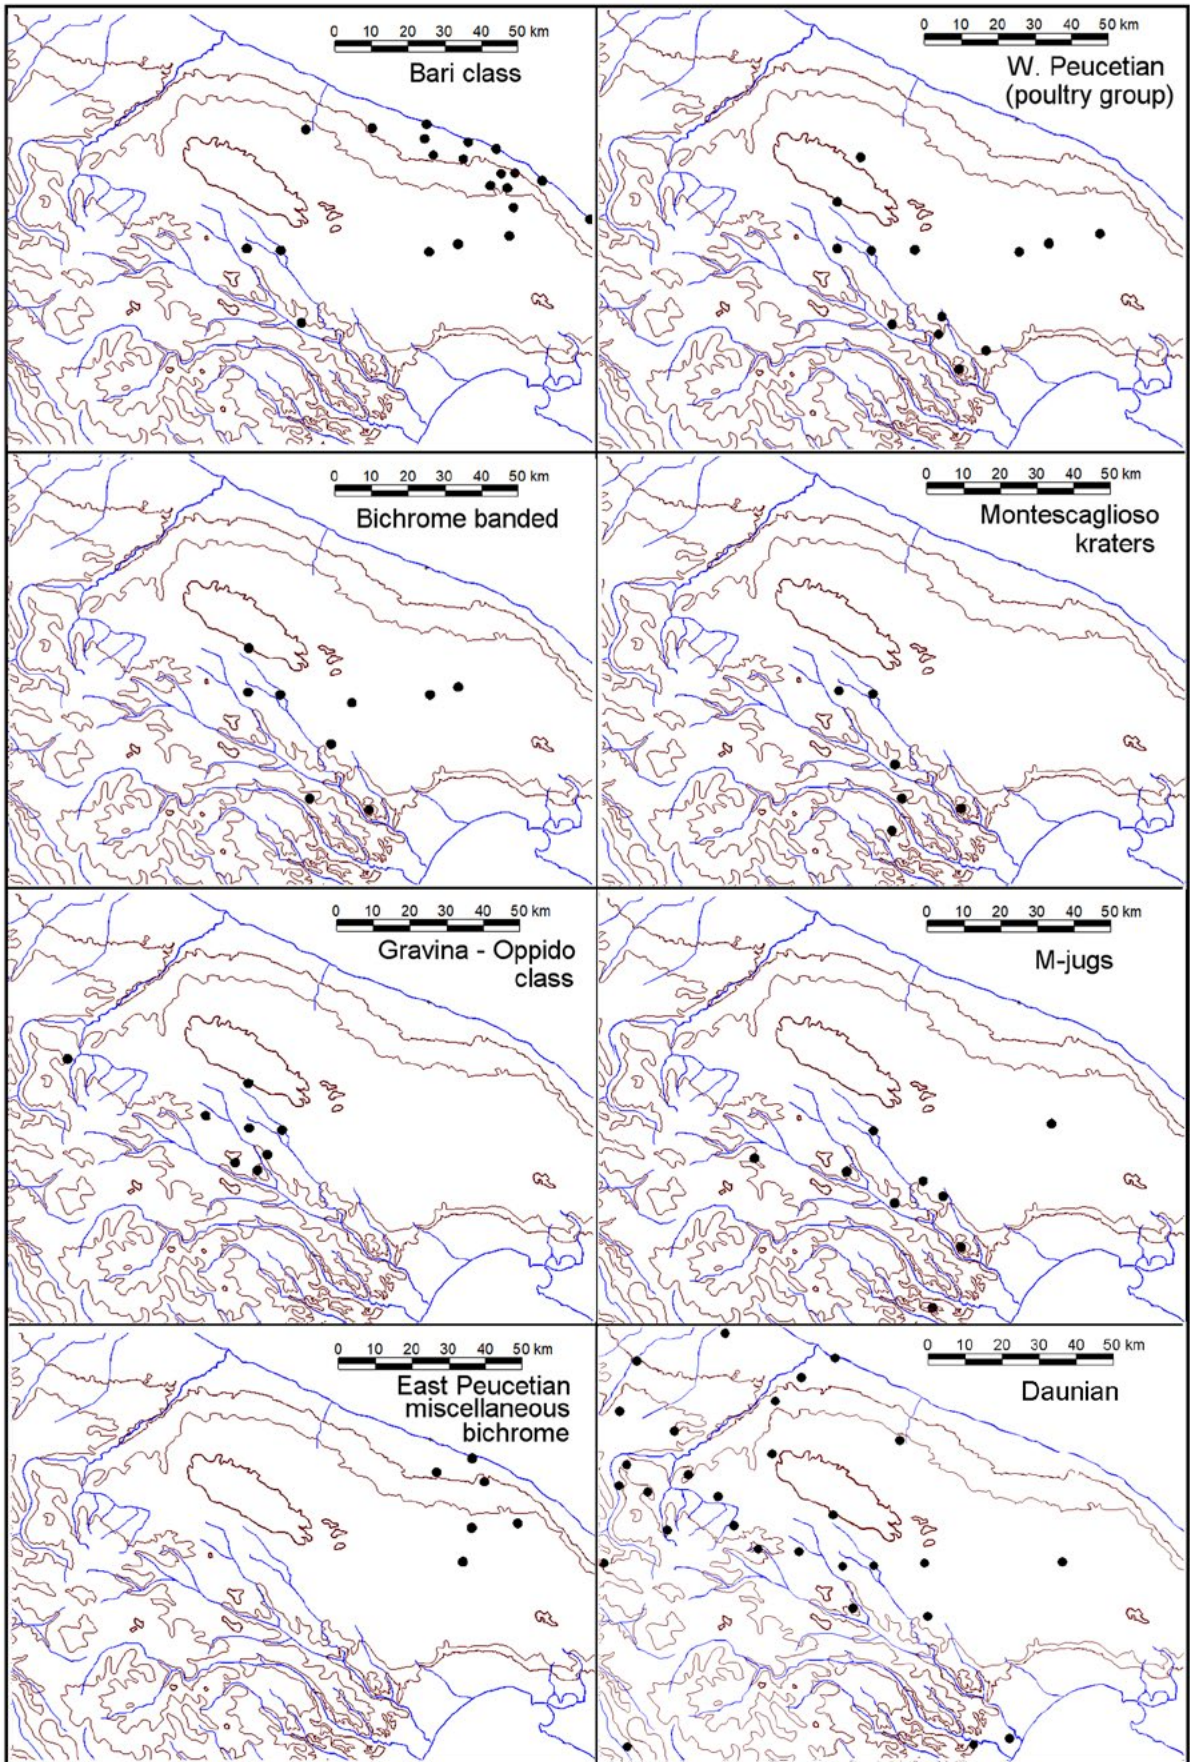 0 10 20 30 40 50 km
Bari class
0 10 20 30 40 50 km
W. Peucetian
(poultry group)
0 10 20 30 40 50 km
Bichrome banded
0 10 20 30 40 50 km
Montescaglioso
kraters
0 10 20 30 40 50 km
Gravina - Oppido
class
0 10 20 30 40 50 km
M-jugs
0 10 20 30 40 50 km
East Peucetian
miscellaneous
bichrome
0 10 20 30 40 50 km
Daunian